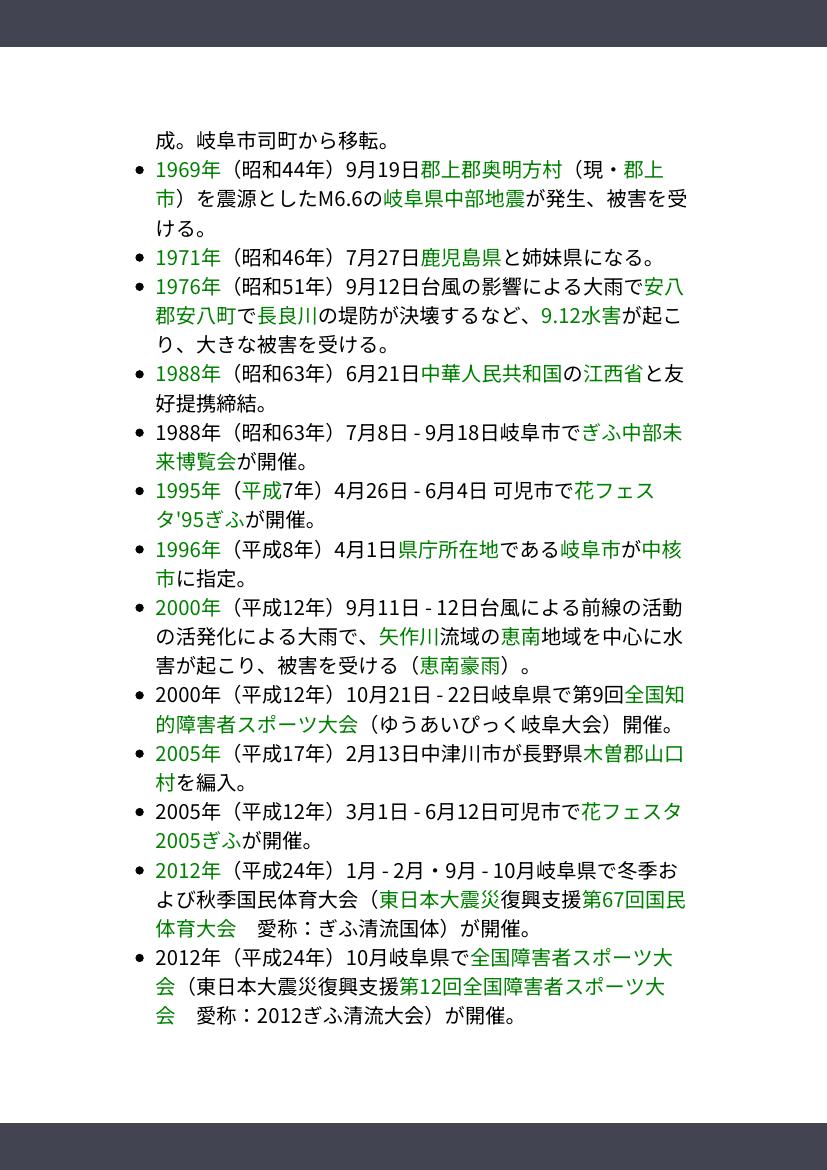 成。岐阜市司町から移転。
• 1969年（昭和44年）9月19日郡上郡奥明方村（現・郡上
市）を震源としたM6.6の岐阜県中部地震が発生、被害を受
ける。
• 1971年（昭和46年）7月27日鹿児島県と姉妹県になる。
• 1976年（昭和51年）9月12日台風の影響による大雨で安八
郡安八町で長良川の堤防が決壊するなど、9.12水害が起こ
り、大きな被害を受ける。
• 1988年（昭和63年）6月21日中華人民共和国の江西省と友
好提携締結。
• 1988年（昭和63年）7月8日 - 9月18日岐阜市でぎふ中部未
来博覧会が開催。
• 1995年（平成7年）4月26日 - 6月4日 可児市で花フェス
タ'95ぎふが開催。
• 1996年（平成8年）4月1日県庁所在地である岐阜市が中核
市に指定。
• 2000年（平成12年）9月11日 - 12日台風による前線の活動
の活発化による大雨で、矢作川流域の恵南地域を中心に水
害が起こり、被害を受ける（恵南豪雨）。
• 2000年（平成12年）10月21日 - 22日岐阜県で第9回全国知
的障害者スポーツ大会（ゆうあいぴっく岐阜大会）開催。
• 2005年（平成17年）2月13日中津川市が長野県木曽郡山口
村を編入。
• 2005年（平成12年）3月1日 - 6月12日可児市で花フェスタ
2005ぎふが開催。
• 2012年（平成24年）1月 - 2月・9月 - 10月岐阜県で冬季お
よび秋季国民体育大会（東日本大震災復興支援第67回国民
体育大会　愛称：ぎふ清流国体）が開催。
• 2012年（平成24年）10月岐阜県で全国障害者スポーツ大
会（東日本大震災復興支援第12回全国障害者スポーツ大
会　愛称：2012ぎふ清流大会）が開催。